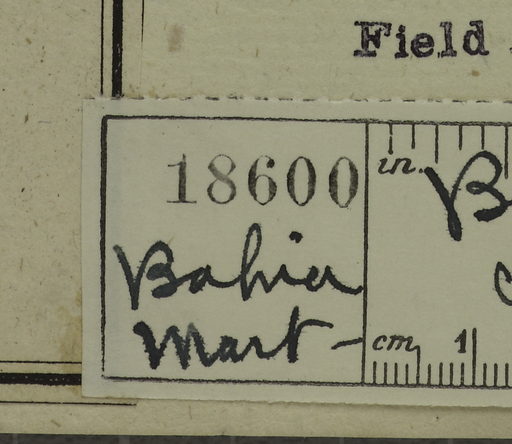 Field
18600
Bahia
Mart-
in.
B
cm
1